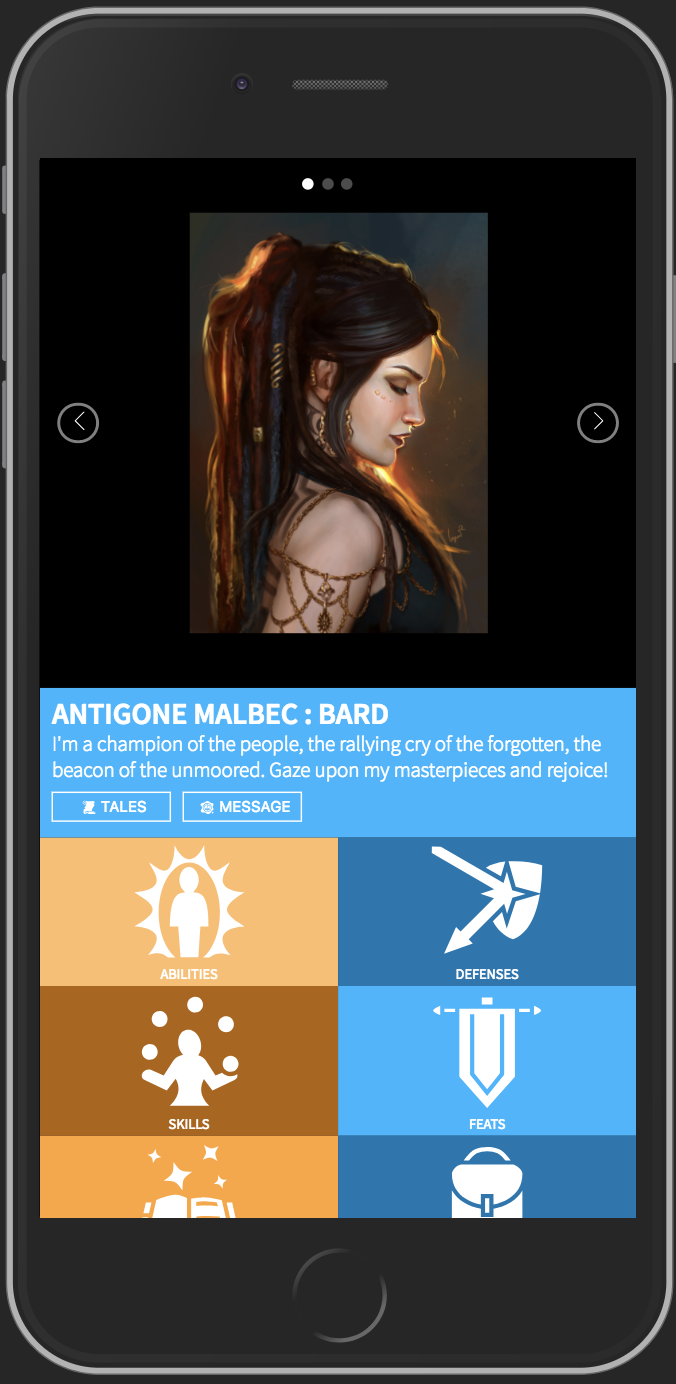 ANTIGONE MALBEC : BARD
I'm a champion of the people, the rallying cry of the forgotten, the
beacon of the unmoored. Gaze upon my masterpieces and rejoice!
TALES MESSAGE
ABILITIES DEFENSES
SKILLS FEATS